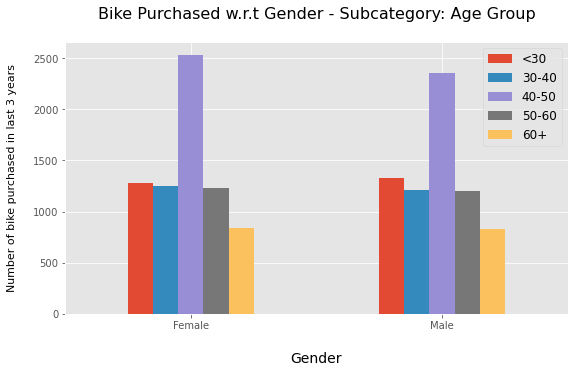 Bike Purchased w.r.t Gender - Subcategory: Age Group
Number of bike purchased in last 3 years
2500
2000
1500
1000
500
0
<30
30-40
40-50
50-60
60+
Female
Male
Gender